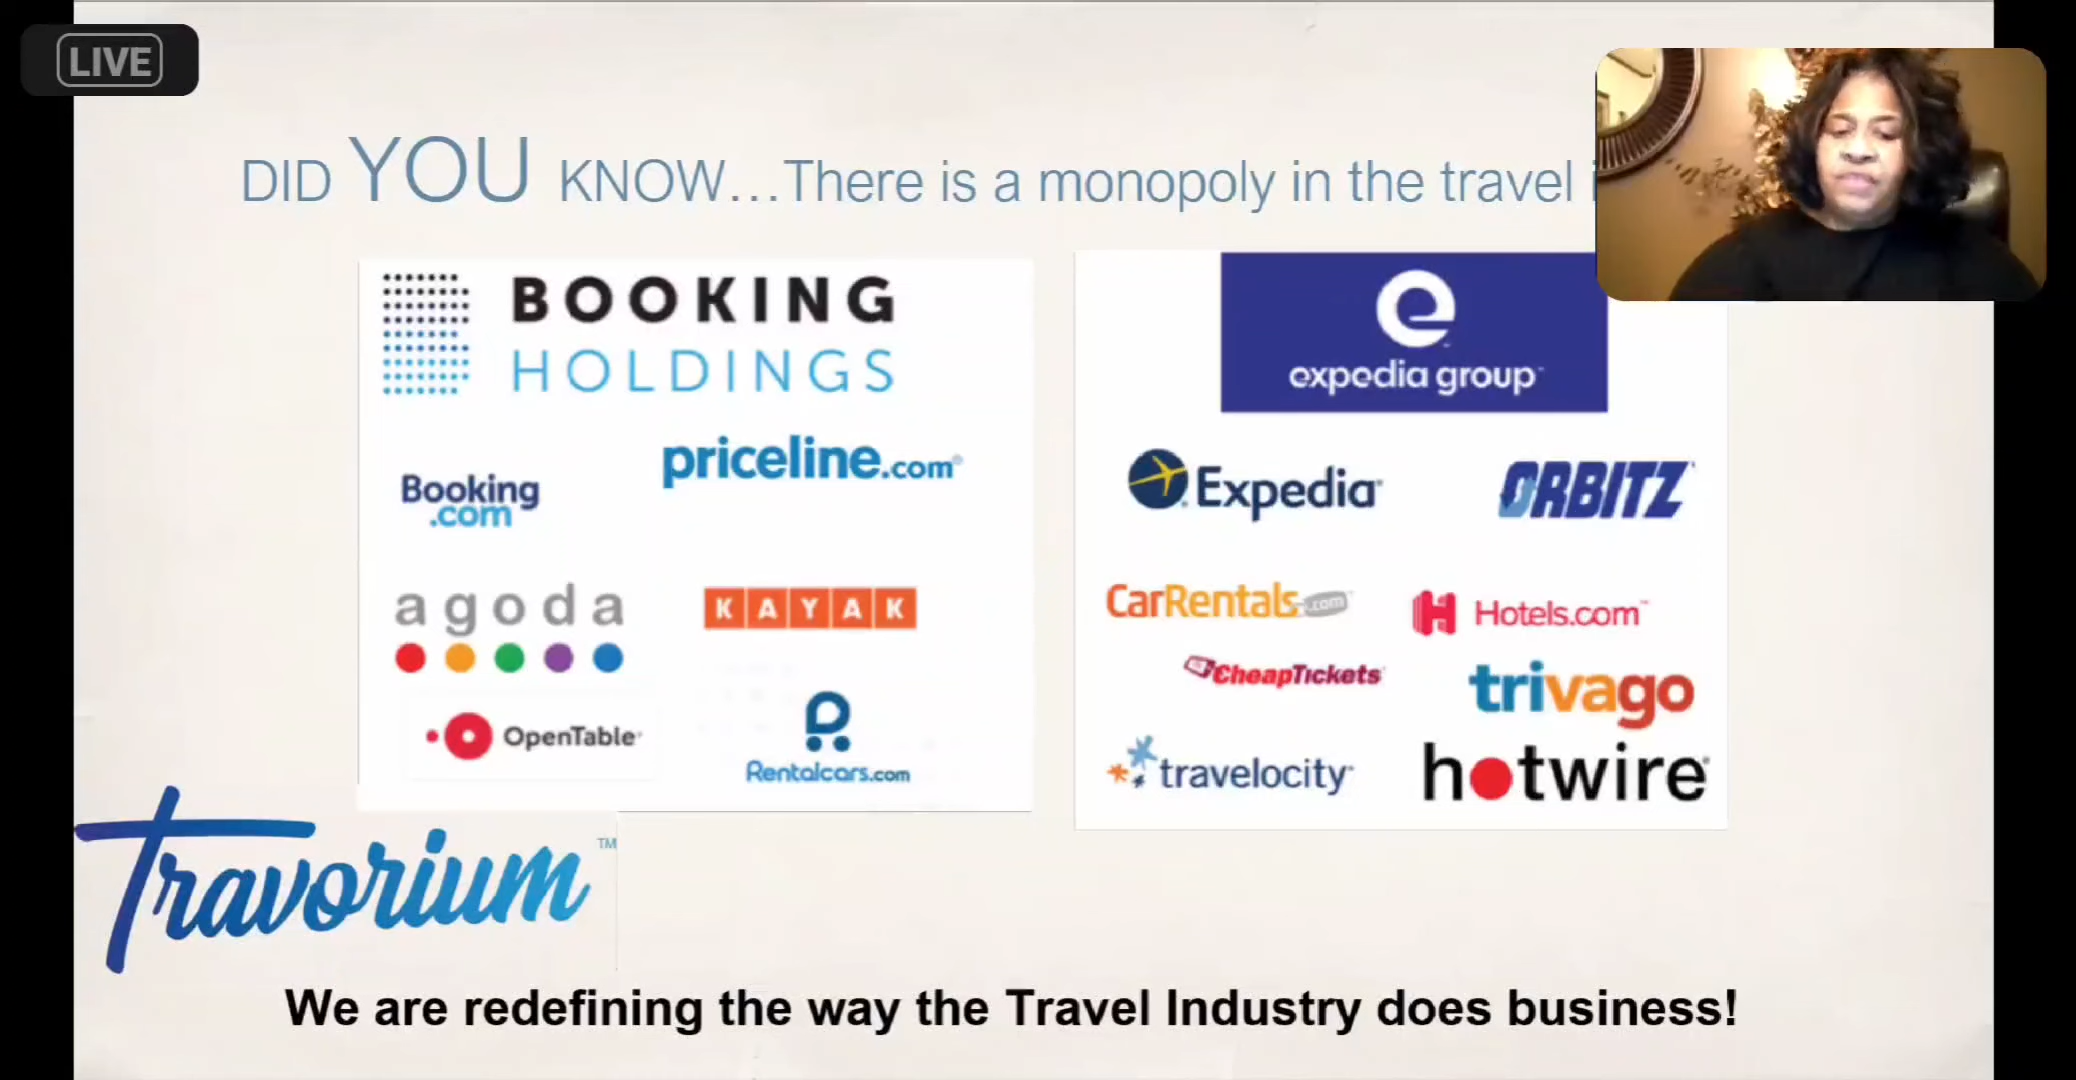 LIVE
DID YOU KNOW...There is a monopoly in the travel
BOOKING
HOLDINGS
Booking
.com
priceline.com®
agoda
KAYAK
OpenTable
Rentalcars.com
e
expedia group
Expedia
ORBITZ
CarRentals.com
H Hotels.com
CheapTickets
trivago
travelocity
hotwire
Travorium TM
We are redefining the way the Travel Industry does business!